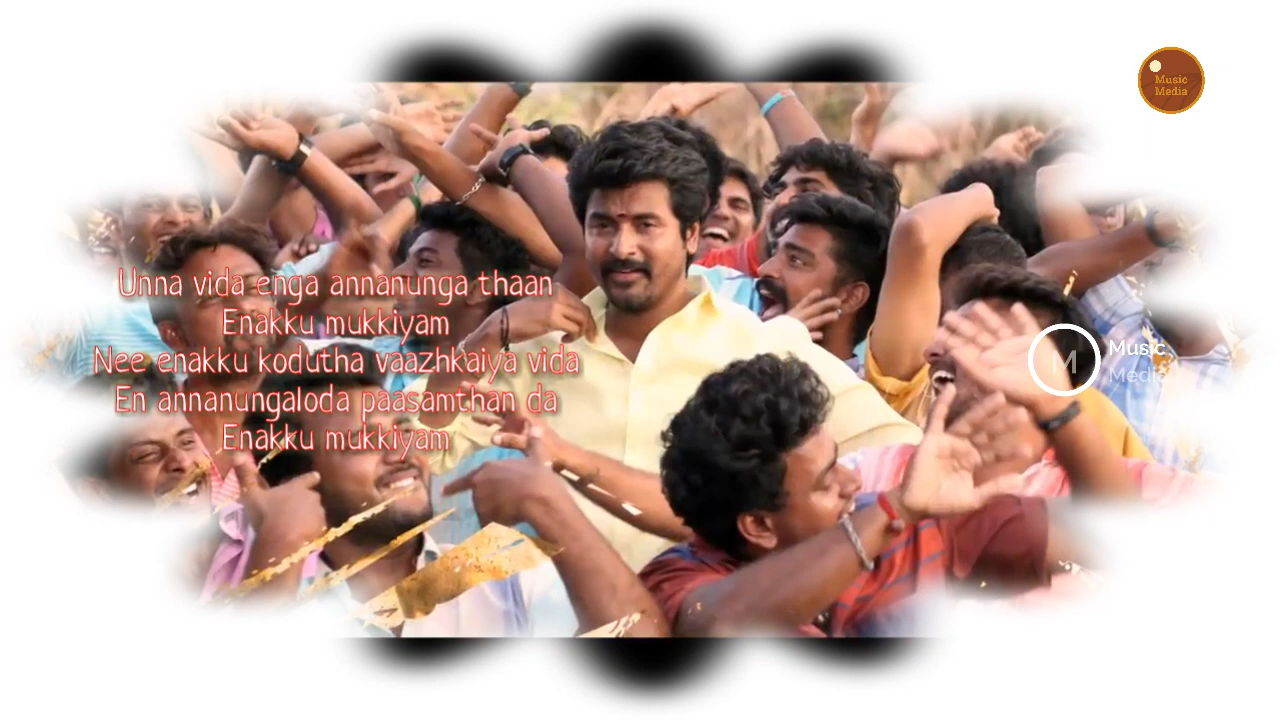 Music
Media
Unna vida enga annanunga thaan
Enakku mukkiyam
Nee enakku kodutha vaazhkaiya vida
En annanungaloda paasamthan da
Enakku mukkiyam
M
Music
Media